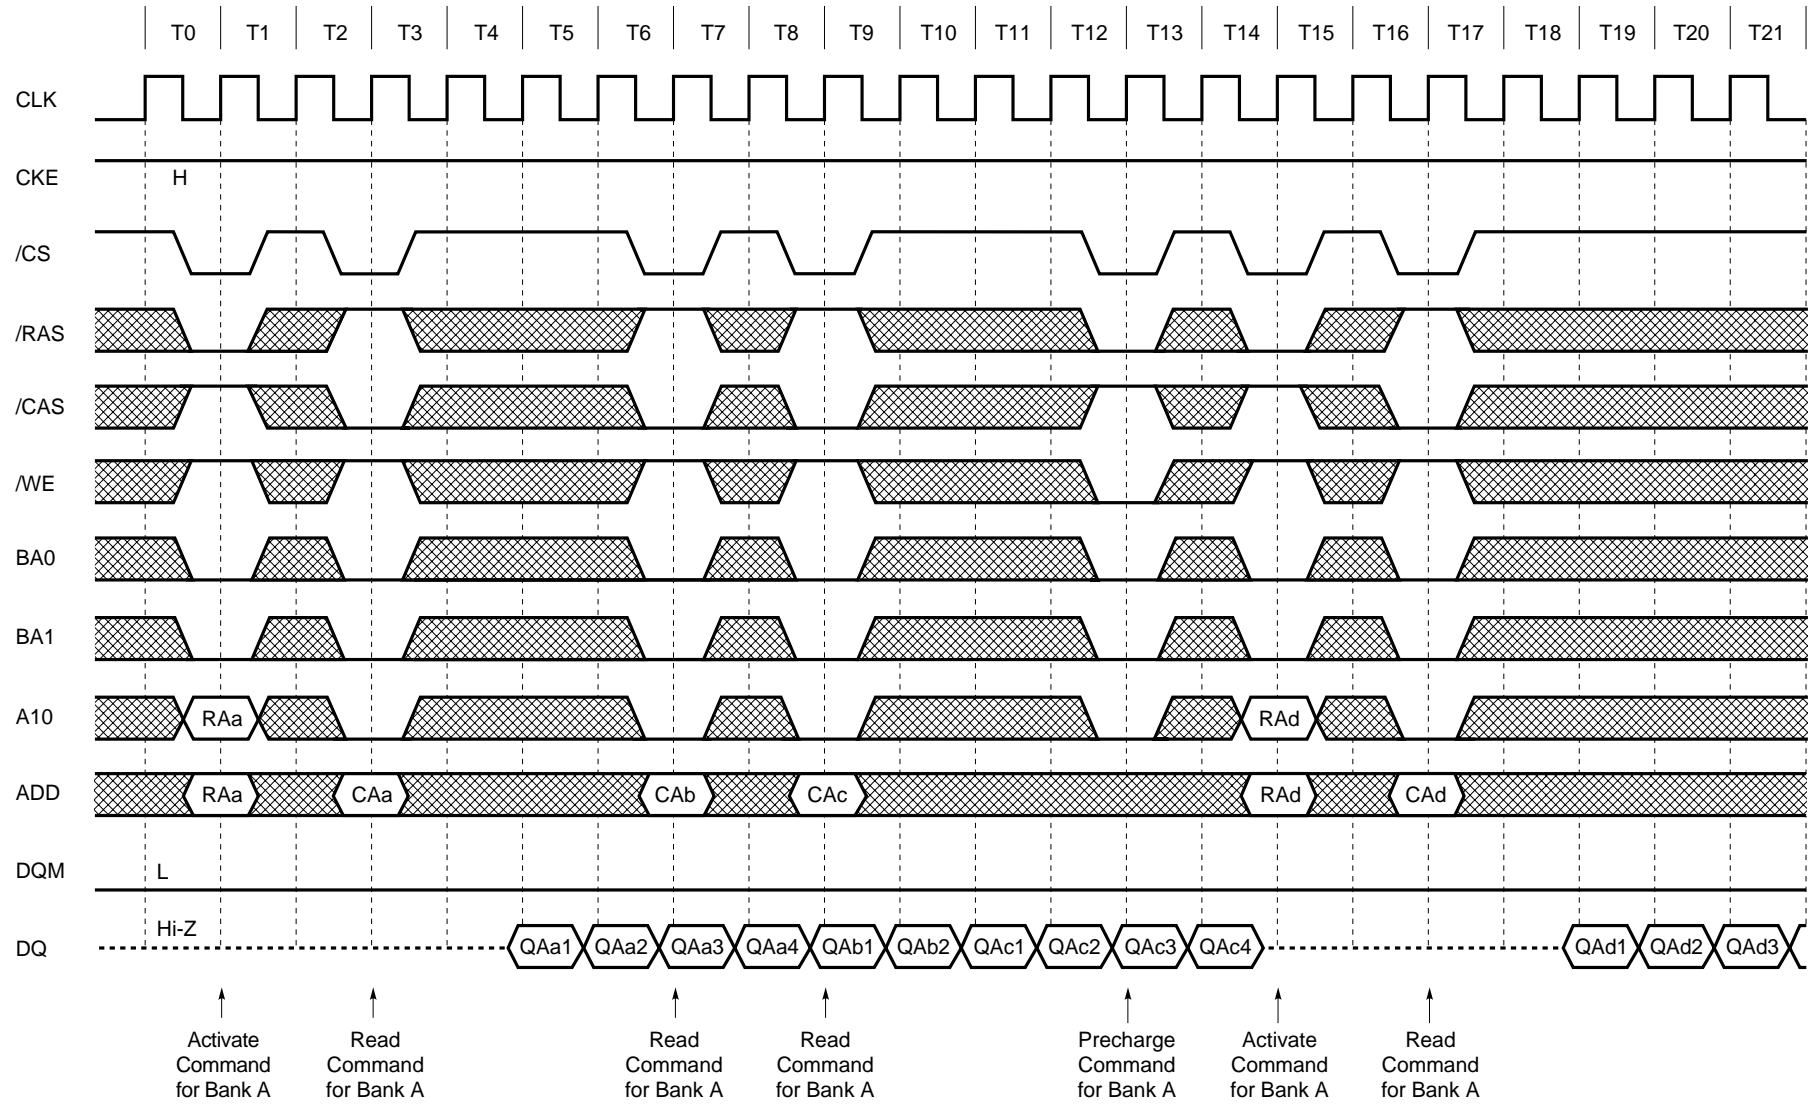 T0 T1 T2 T3 T4 T5 T6 T7 T8 T9 T10 T11 T12 T13 T14 T15 T16 T17 T18 T19 T20 T21
CLK
CKE H
/CS
/RAS
/CAS
/WE
BA0
BA1
A10 RAa RAd
ADD RAa CAa CAb CAc RAd CAd
DQM L
Hi-Z
DQ QAa1 QAa2 QAa3 QAa4 QAb1 QAb2 QAc1 QAc2 QAc3 QAc4 QAd1 QAd2 QAd3
Activate
Command
for Bank A
Read
Command
for Bank A
Read
Command
for Bank A
Read
Command
for Bank A
Precharge
Command
for Bank A
Activate
Command
for Bank A
Read
Command
for Bank A